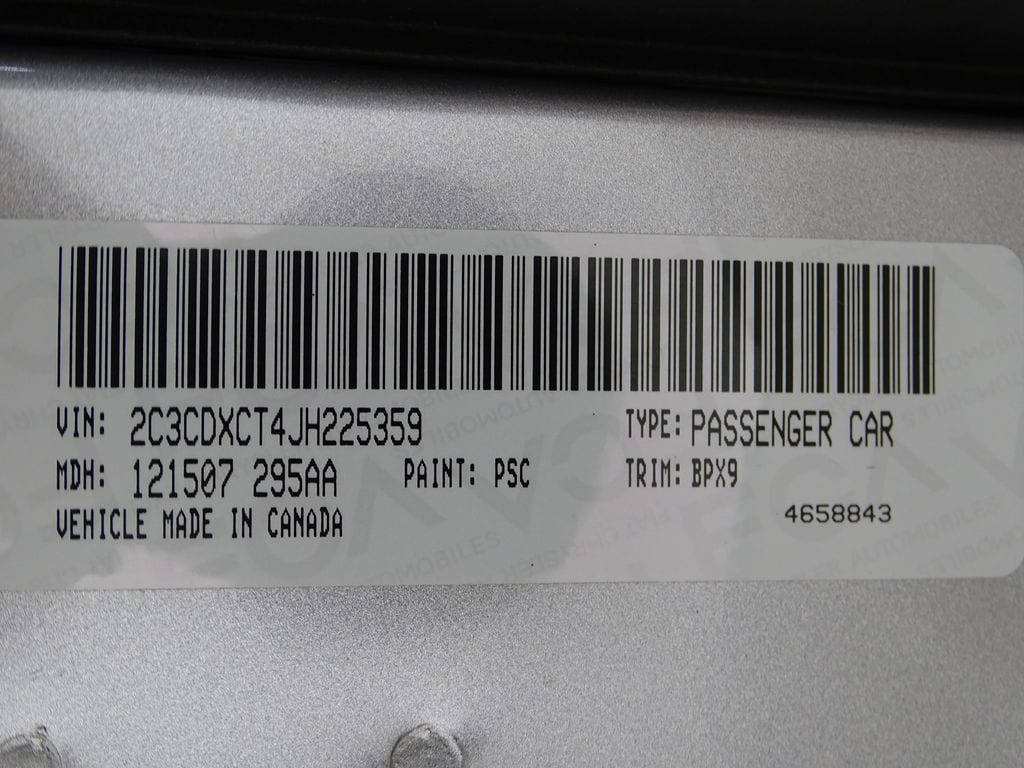 VIN: 2C3CDXCT4JH225359 TYPE: PASSENGER CAR
MDH: 121507 295AA PAINT: PSC TRIM: BPX9
VEHICLE MADE IN CANADA 4658843